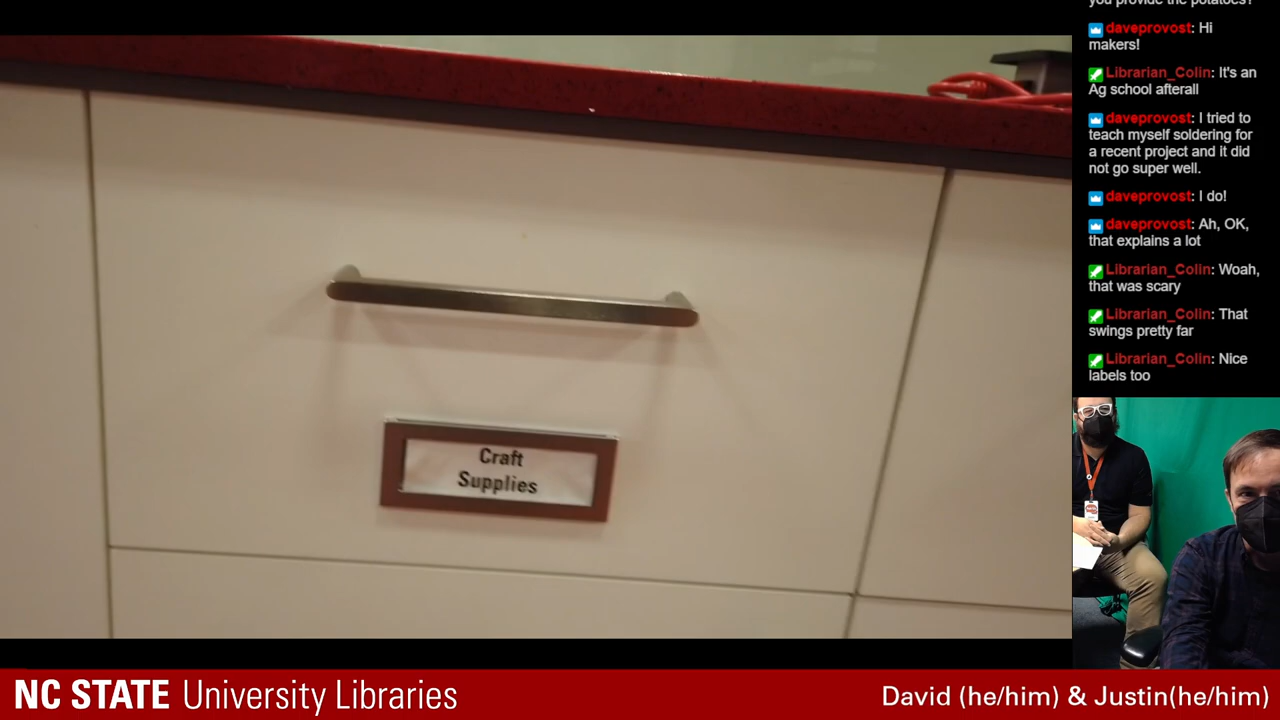 you provide the potatoes?
daveprovost: Hi
makers!
Librarian_Colin: It's an
Ag school afterall
daveprovost: I tried to
teach myself soldering for
a recent project and it did
not go super well.
daveprovost: I do!
daveprovost: Ah, OK,
that explains a lot
Librarian_Colin: Woah,
that was scary
Librarian_Colin: That
swings pretty far
Librarian_Colin: Nice
labels too
Craft
Supplies
NC STATE University Libraries
David (he/him) & Justin(he/him)